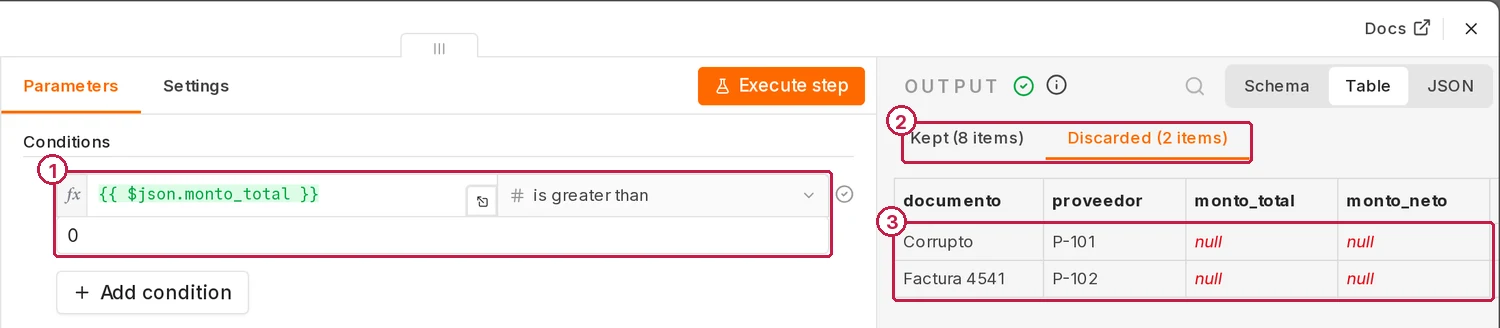 Docs
Parameters
Settings
Execute step
OUTPUT
Schema
Table
JSON
2
Kept (8 items)
Discarded (2 items)
Conditions
1
fx
{{ $json.monto_total }}
# is greater than
0
Add condition
documento
proveedor
monto_total
monto_neto
3
Corrupto
P-101
null
null
Factura 4541
P-102
null
null